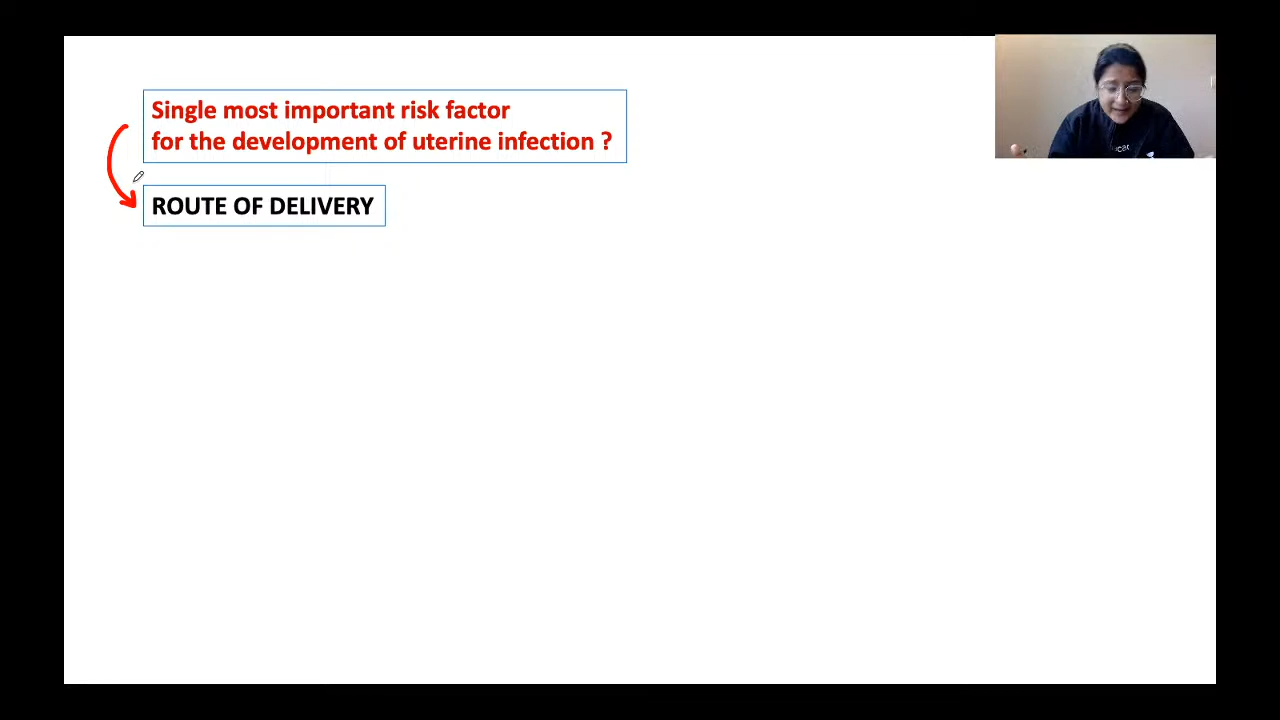 Single most important risk factor
for the development of uterine infection ?
ROUTE OF DELIVERY